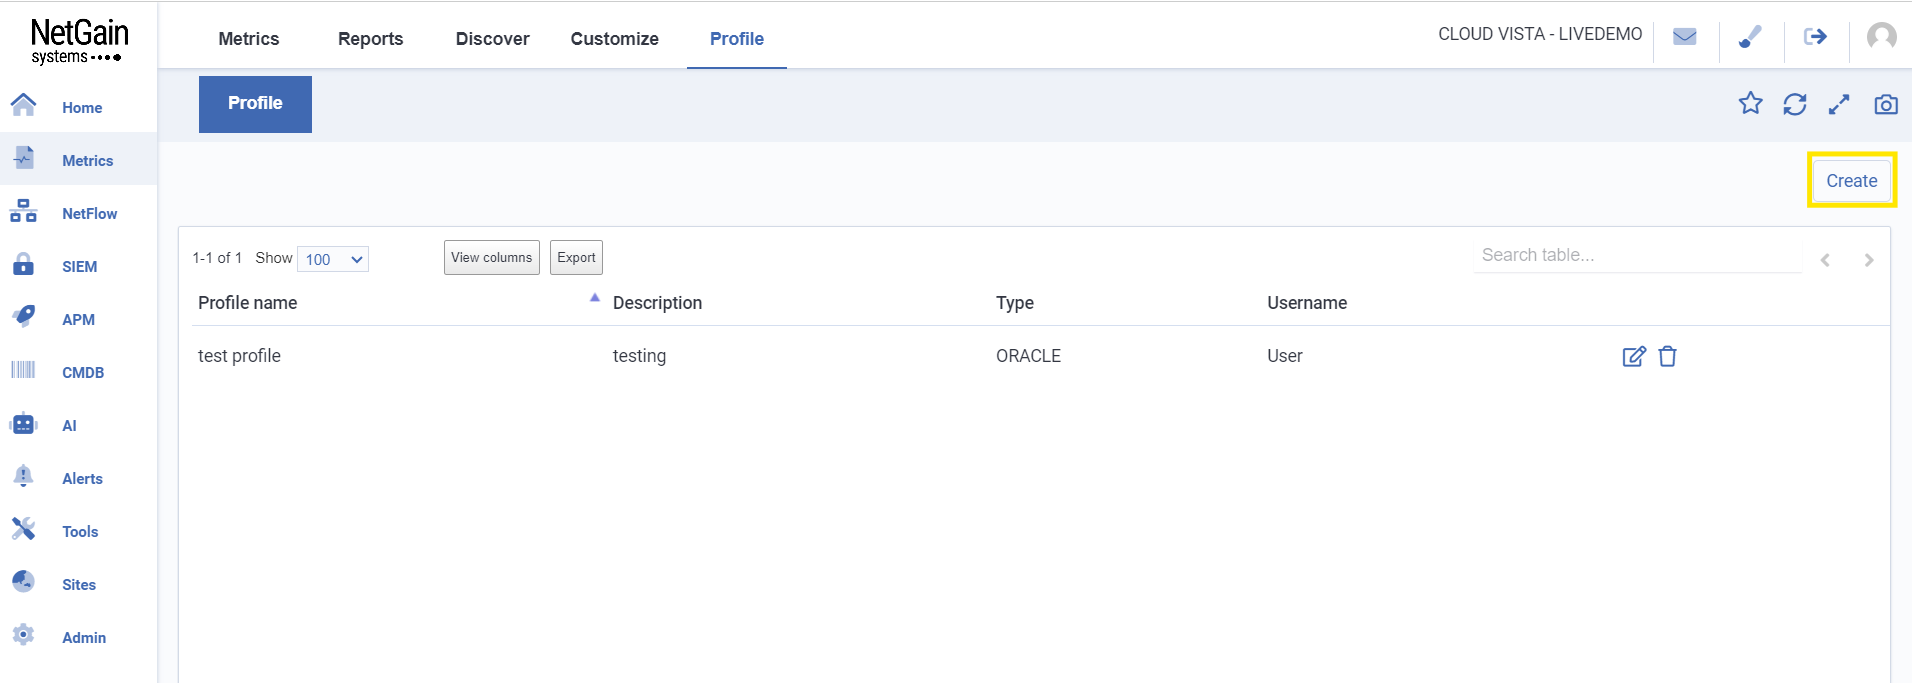 NetGain
systems
Metrics Reports Discover Customize Profile
CLOUD VISTA - LIVEDEMO
Home
Metrics
NetFlow
SIEM
APM
CMDB
AI
Alerts
Tools
Sites
Admin
Profile
Create
1-1 of 1 Show 100 View columns Export Search table...
Profile name Description Type Username
test profile testing ORACLE User